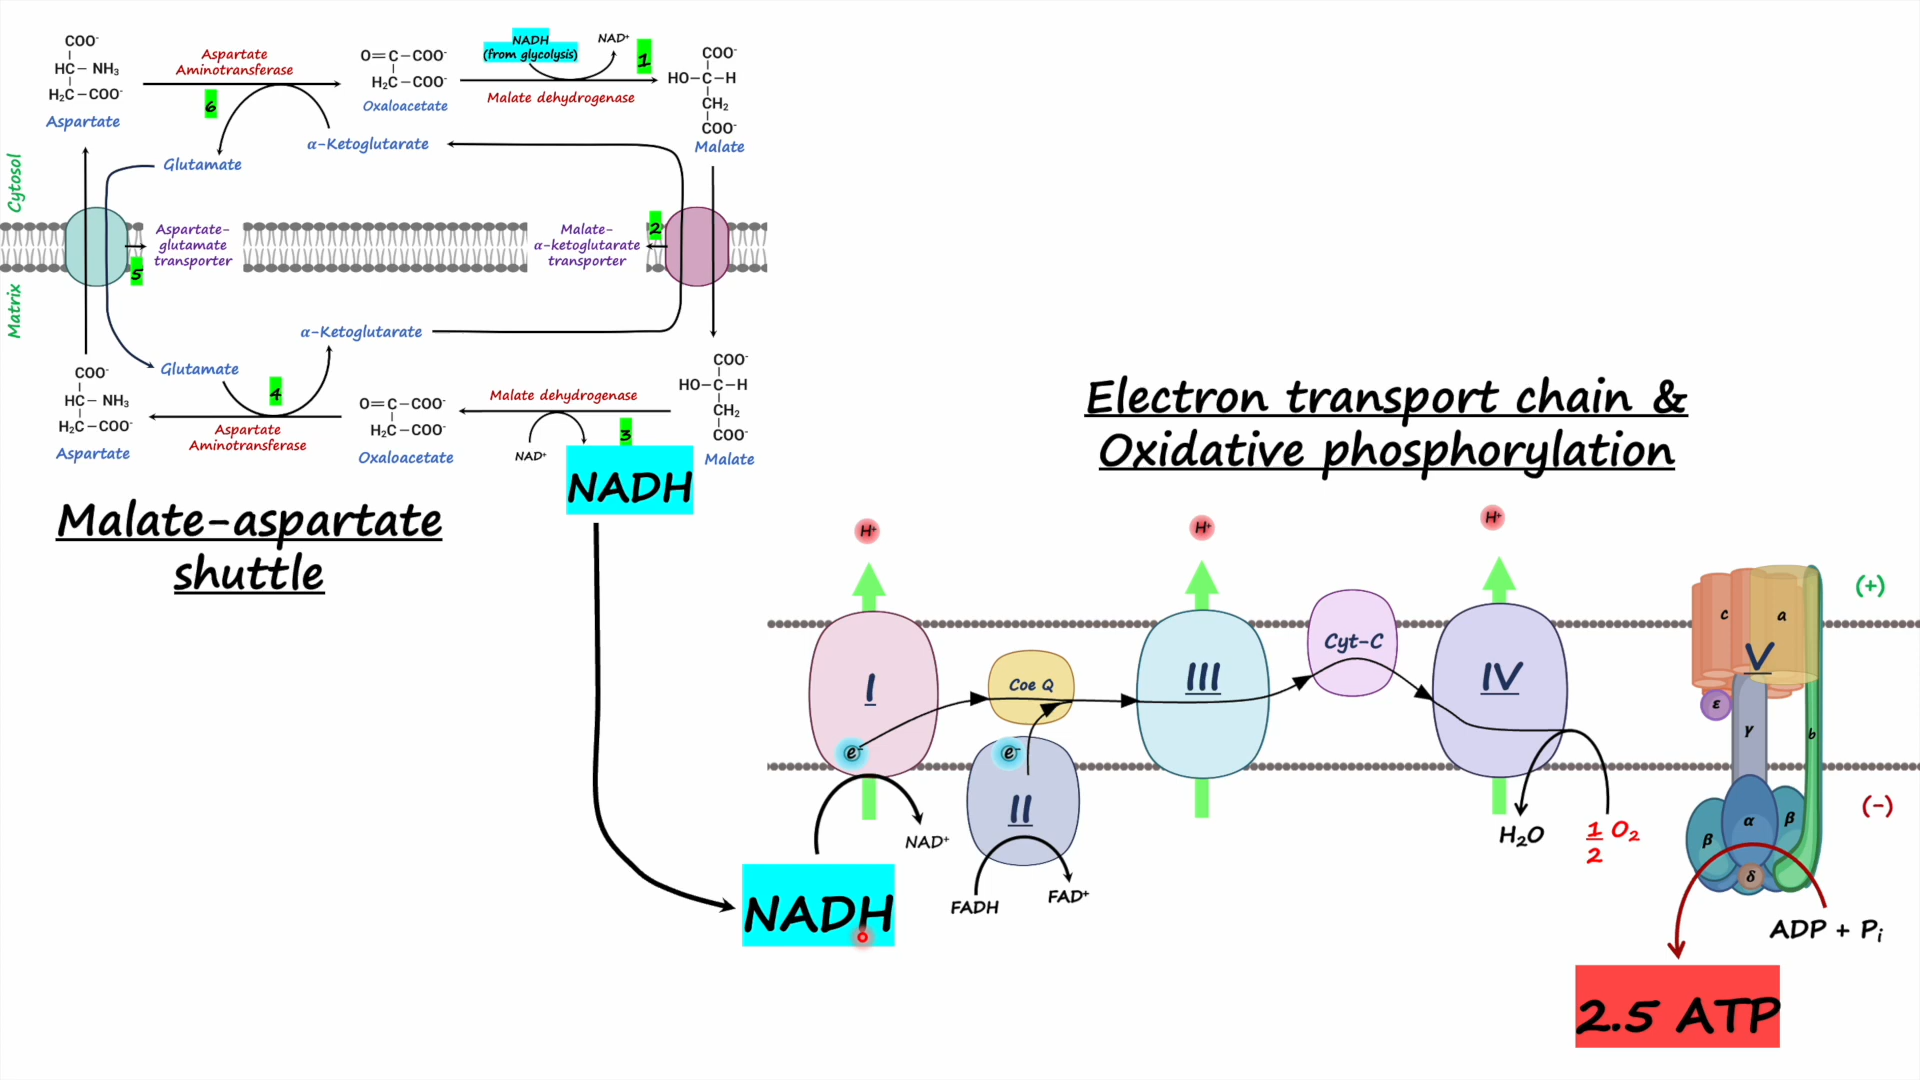 COO⁻
HC – NH₃
H₂C – COO⁻
Aspartate
Aspartate
Aminotransferase
6
O=C – COO⁻
H₂C – COO⁻
Oxaloacetate
NADH
(from glycolysis)
NAD⁺
1
Malate dehydrogenase
COO⁻
HO – C – H
CH₂
COO⁻
Malate
α-Ketoglutarate
Glutamate
Cytosol
Matrix
Aspartate-
glutamate
transporter
5
Malate-
α-ketoglutarate
transporter
2
α-Ketoglutarate
Glutamate
4
COO⁻
HC – NH₃
H₂C – COO⁻
Aspartate
Aspartate
Aminotransferase
O=C – COO⁻
H₂C – COO⁻
Oxaloacetate
Malate dehydrogenase
3
NAD⁺
NADH
COO⁻
HO – C – H
CH₂
COO⁻
Malate
Malate-aspartate
shuttle
Electron transport chain &
Oxidative phosphorylation
H⁺
H⁺
H⁺
I
e⁻
Coe Q
e⁻
II
III
Cyt-C
IV
c
a
V
ε
γ
b
β
α
β
δ
(+)
(-)
NAD⁺
NADH
FADH
FAD⁺
H₂O
1
2
O₂
ADP + Pᵢ
2.5 ATP